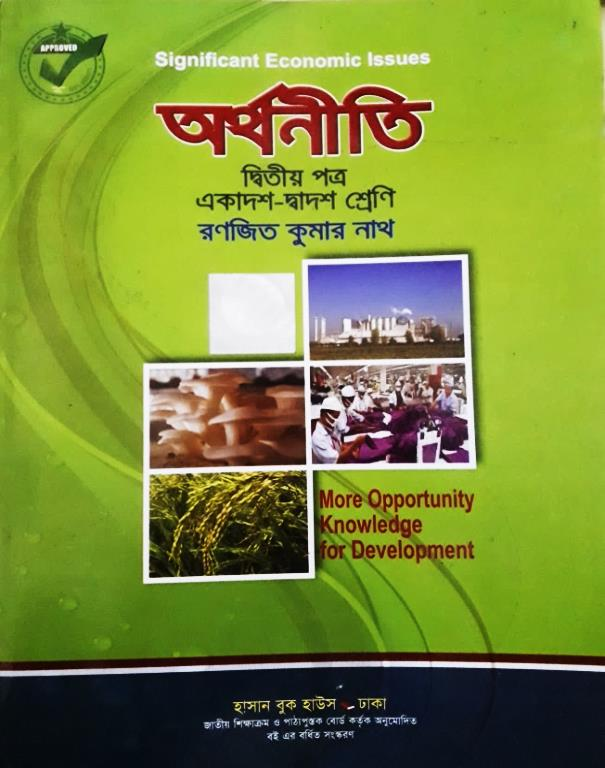 APPROVED
Significant Economic Issues
অর্থনীতি
দ্বিতীয় পত্র
একাদশ-দ্বাদশ শ্রেণি
রণজিত কুমার নাথ
More Opportunity
Knowledge
for Development
হাসান বুক হাউস - ঢাকা
জাতীয় শিক্ষাক্রম ও পাঠ্যপুস্তক বোর্ড কর্তৃক অনুমোদিত
বই এর বর্ধিত সংস্করণ